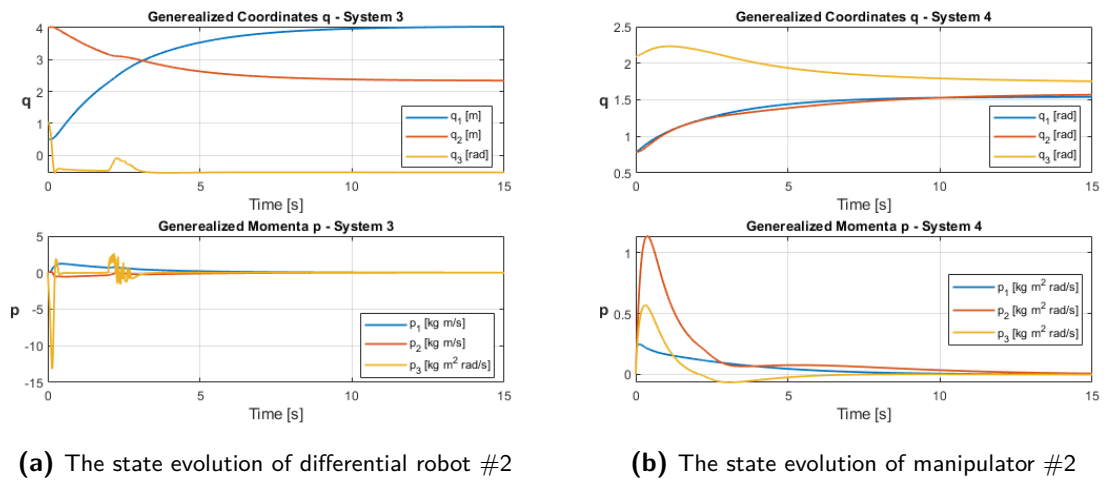 Generealized Coordinates q - System 3
4
3
2
1
0
q
q₁ [m]
q₂ [m]
q₃ [rad]
0
5
10
15
Time [s]
Generealized Momenta p - System 3
5
0
-5
-10
-15
p
p₁ [kg m/s]
p₂ [kg m/s]
p₃ [kg m² rad/s]
0
5
10
15
Time [s]
(a) The state evolution of differential robot #2
Generealized Coordinates q - System 4
2.5
2
1.5
1
0.5
q
q₁ [rad]
q₂ [rad]
q₃ [rad]
0
5
10
15
Time [s]
Generealized Momenta p - System 4
1
0.5
0
p
p₁ [kg m² rad/s]
p₂ [kg m² rad/s]
p₃ [kg m² rad/s]
0
5
10
15
Time [s]
(b) The state evolution of manipulator #2